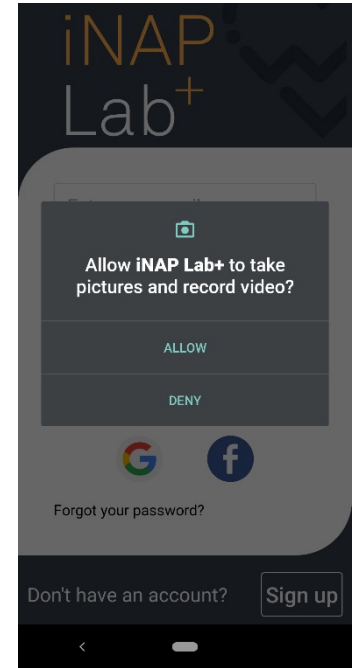 iNAP
Lab+
Allow iNAP Lab+ to take
pictures and record video?
ALLOW
DENY
Forgot your password?
Don't have an account?
Sign up